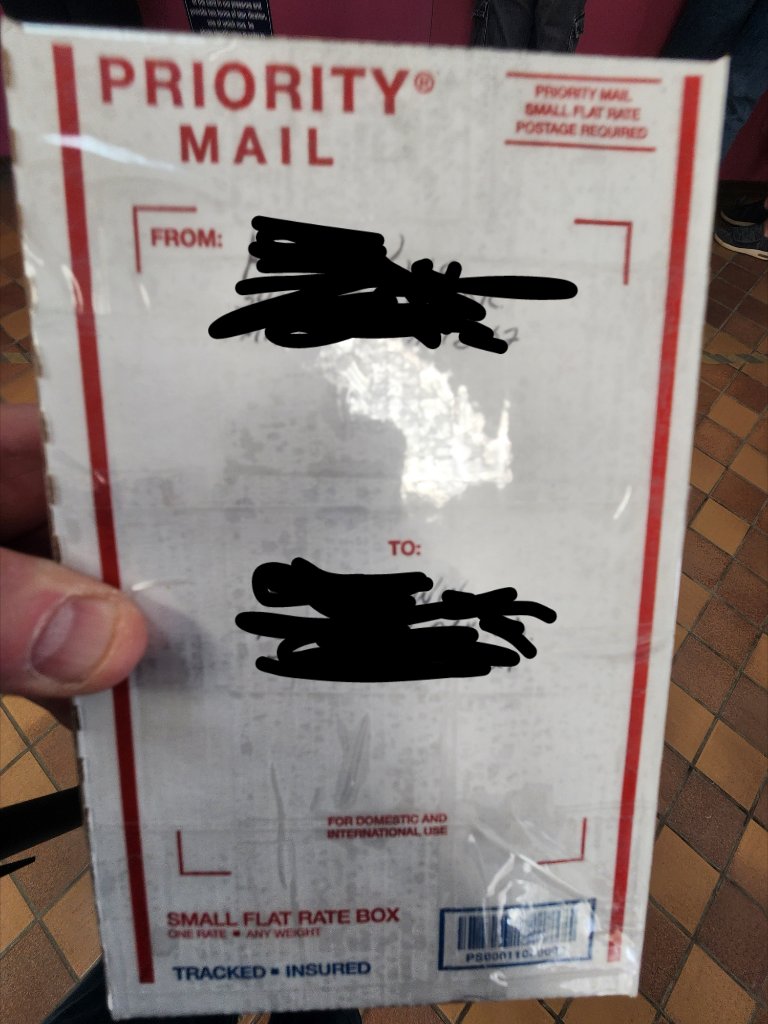 PRIORITY®
MAIL
PRIORITY MAIL
SMALL FLAT RATE
POSTAGE REQUIRED
FROM:
TO:
FOR DOMESTIC AND
INTERNATIONAL USE
SMALL FLAT RATE BOX
ONE RATE ■ ANY WEIGHT
TRACKED ■ INSURED